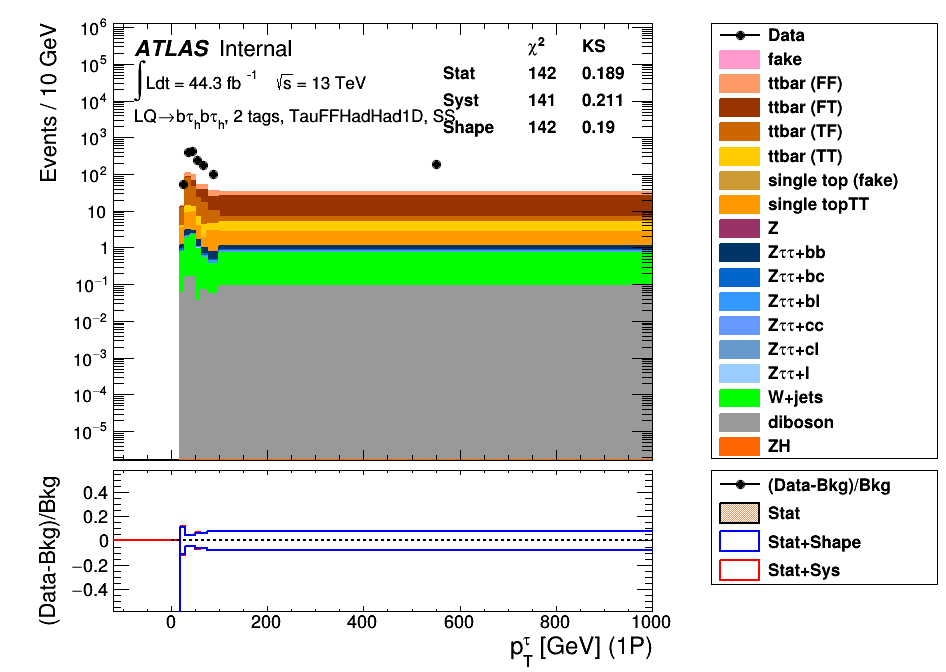 ATLAS Internal
∫Ldt = 44.3 fb⁻¹ √s = 13 TeV
LQ→bτₕbτₕ, 2 tags, TauFFHadHad1D, SS
χ² KS
Stat 142 0.189
Syst 141 0.211
Shape 142 0.19
Events / 10 GeV
10⁶
10⁵
10⁴
10³
10²
10
1
10⁻¹
10⁻²
10⁻³
10⁻⁴
10⁻⁵
Data
fake
ttbar (FF)
ttbar (FT)
ttbar (TF)
ttbar (TT)
single top (fake)
single topTT
Z
Zττ+bb
Zττ+bc
Zττ+bl
Zττ+cc
Zττ+cl
Zττ+l
W+jets
diboson
ZH
(Data-Bkg)/Bkg
0.4
0.2
0
−0.2
−0.4
0 200 400 600 800 1000
p_T^τ [GeV] (1P)
(Data-Bkg)/Bkg
Stat
Stat+Shape
Stat+Sys